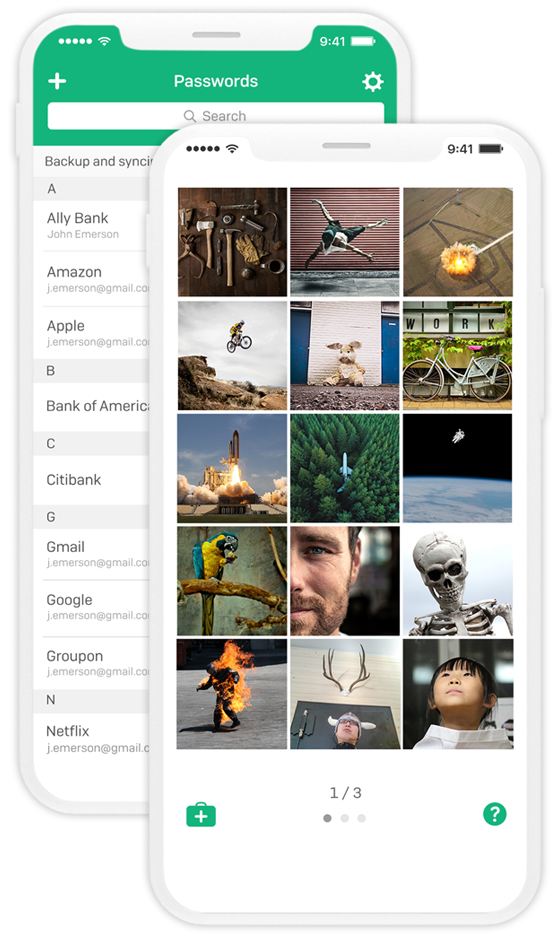 9:41
Passwords
Search
Backup and syncin
A
Ally Bank
John Emerson
Amazon
j.emerson@gmail.co
Apple
j.emerson@gmail.co
B
Bank of America
C
Citibank
G
Gmail
j.emerson@gmail.co
Google
j.emerson@gmail.co
Groupon
j.emerson@gmail.co
N
Netflix
j.emerson@gmail.c
9:41
WORK
1 / 3
?